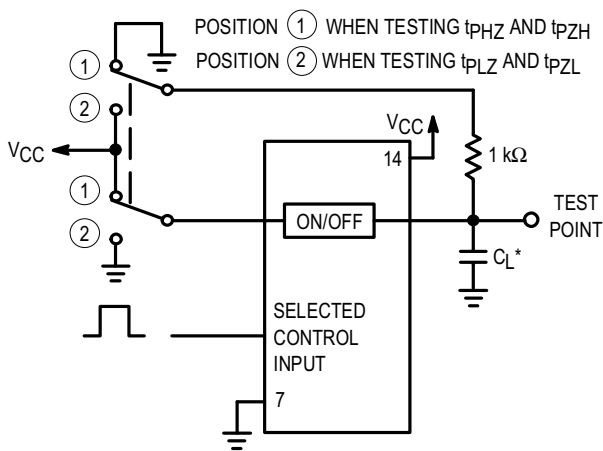 POSITION 1 WHEN TESTING tPHZ AND tPZH
POSITION 2 WHEN TESTING tPLZ AND tPZL
1
2
VCC
1
2
VCC
14
1 kΩ
ON/OFF
TEST
POINT
CL*
SELECTED
CONTROL
INPUT
7